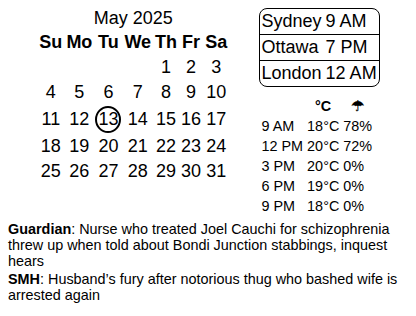 May 2025
Su Mo Tu We Th Fr Sa
1 2 3
4 5 6 7 8 9 10
11 12 13 14 15 16 17
18 19 20 21 22 23 24
25 26 27 28 29 30 31
Sydney 9 AM
Ottawa 7 PM
London 12 AM
°C ☂
9 AM 18°C 78%
12 PM 20°C 72%
3 PM 20°C 0%
6 PM 19°C 0%
9 PM 18°C 0%
Guardian: Nurse who treated Joel Cauchi for schizophrenia
threw up when told about Bondi Junction stabbings, inquest
hears
SMH: Husband's fury after notorious thug who bashed wife is
arrested again